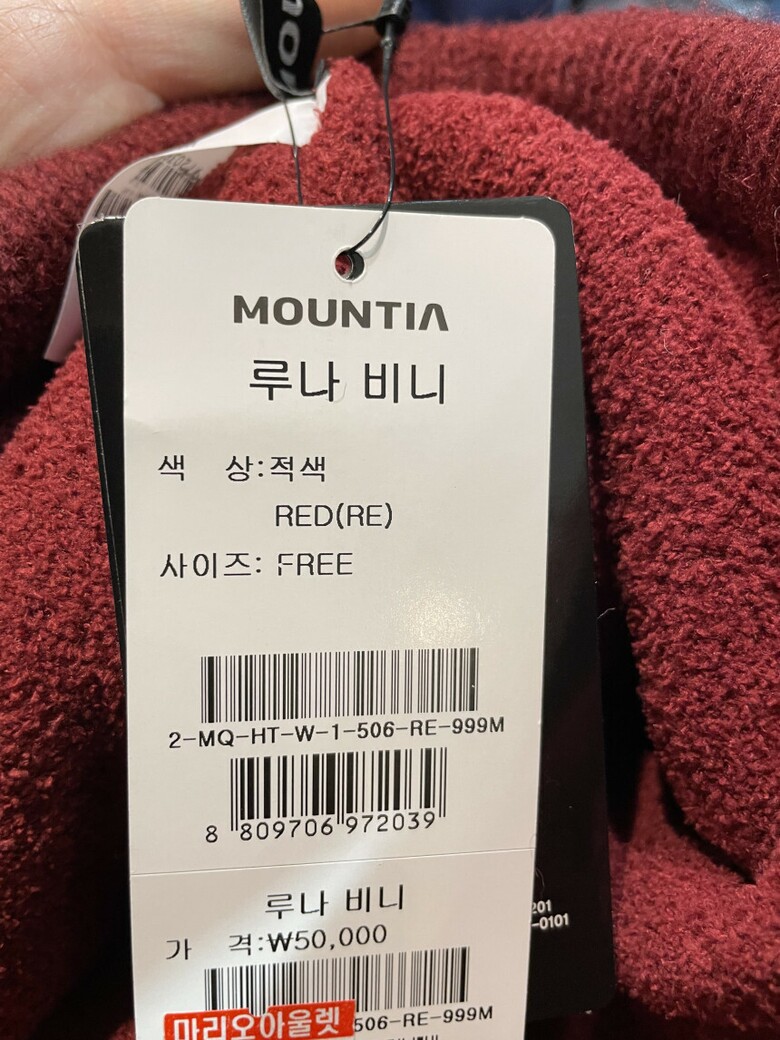 MOUNTIA
루나 비니
색 상:적색
RED(RE)
사이즈: FREE
2-MQ-HT-W-1-506-RE-999M
8 809706 972039
루나 비니
가 격:₩50,000
마리오아울렛 506-RE-999M
201
-0101